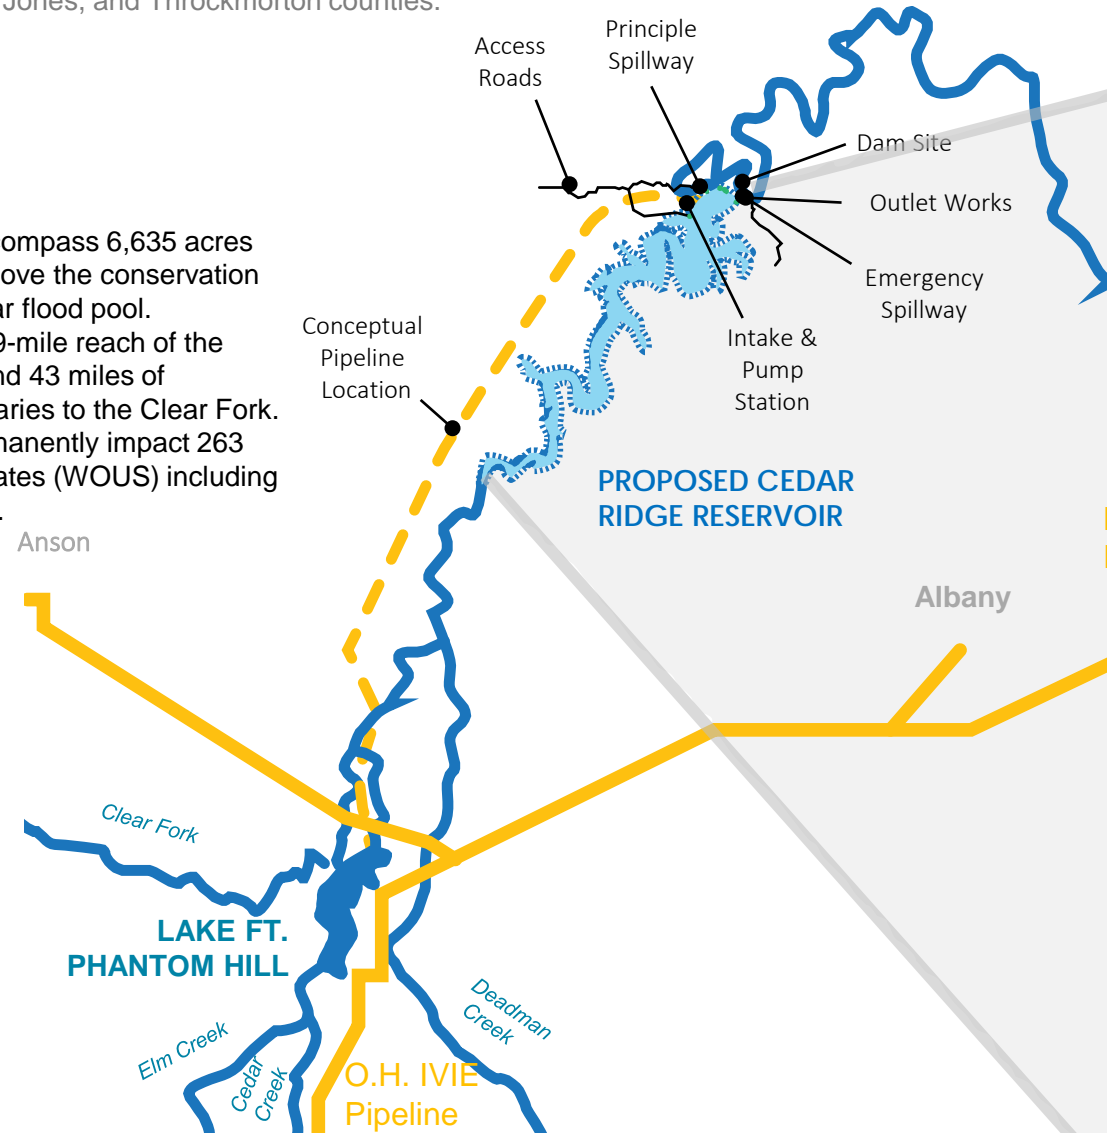 Jones, and Throckmorton counties.
Access
Roads
Principle
Spillway
Dam Site
Outlet Works
Emergency
Spillway
Intake &
Pump
Station
Conceptual
Pipeline
Location
ompass 6,635 acres
ove the conservation
ar flood pool.
9-mile reach of the
nd 43 miles of
aries to the Clear Fork.
manently impact 263
ates (WOUS) including
Anson
PROPOSED CEDAR
RIDGE RESERVOIR
Albany
Clear Fork
LAKE FT.
PHANTOM HILL
Elm Creek
Cedar
Creek
Deadman
Creek
O.H. IVIE
Pipeline